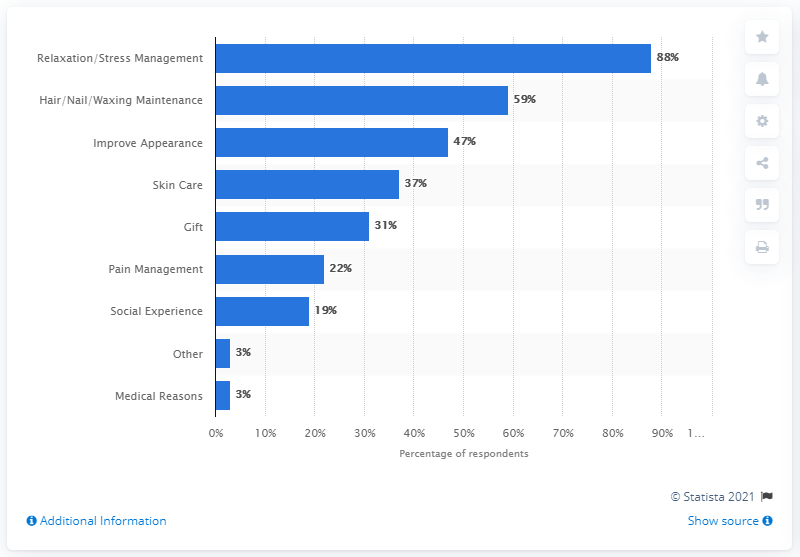 Relaxation/Stress Management 88%
Hair/Nail/Waxing Maintenance 59%
Improve Appearance 47%
Skin Care 37%
Gift 31%
Pain Management 22%
Social Experience 19%
Other 3%
Medical Reasons 3%
0% 10% 20% 30% 40% 50% 60% 70% 80% 90% 1...
Percentage of respondents
© Statista 2021
Additional Information Show source